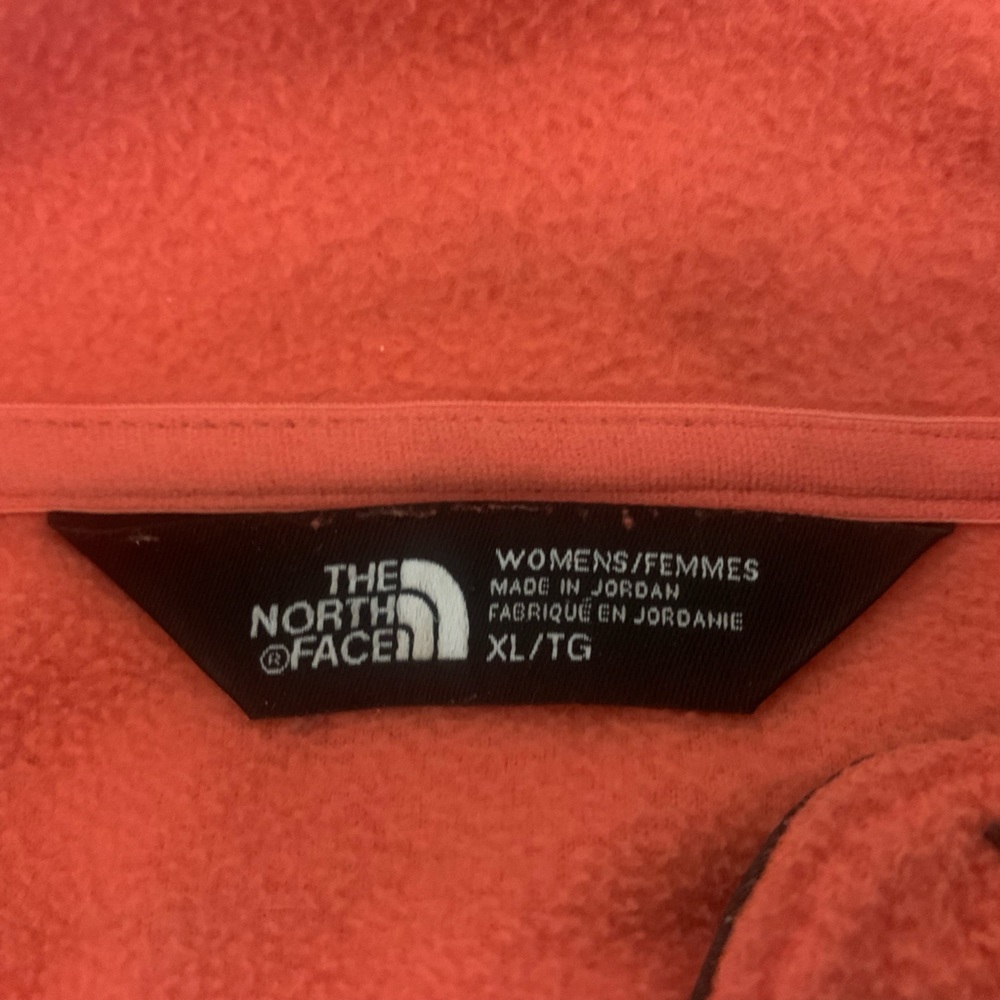 THE
NORTH
®FACE
WOMENS/FEMMES
MADE IN JORDAN
FABRIQUÉ EN JORDANIE
XL/TG